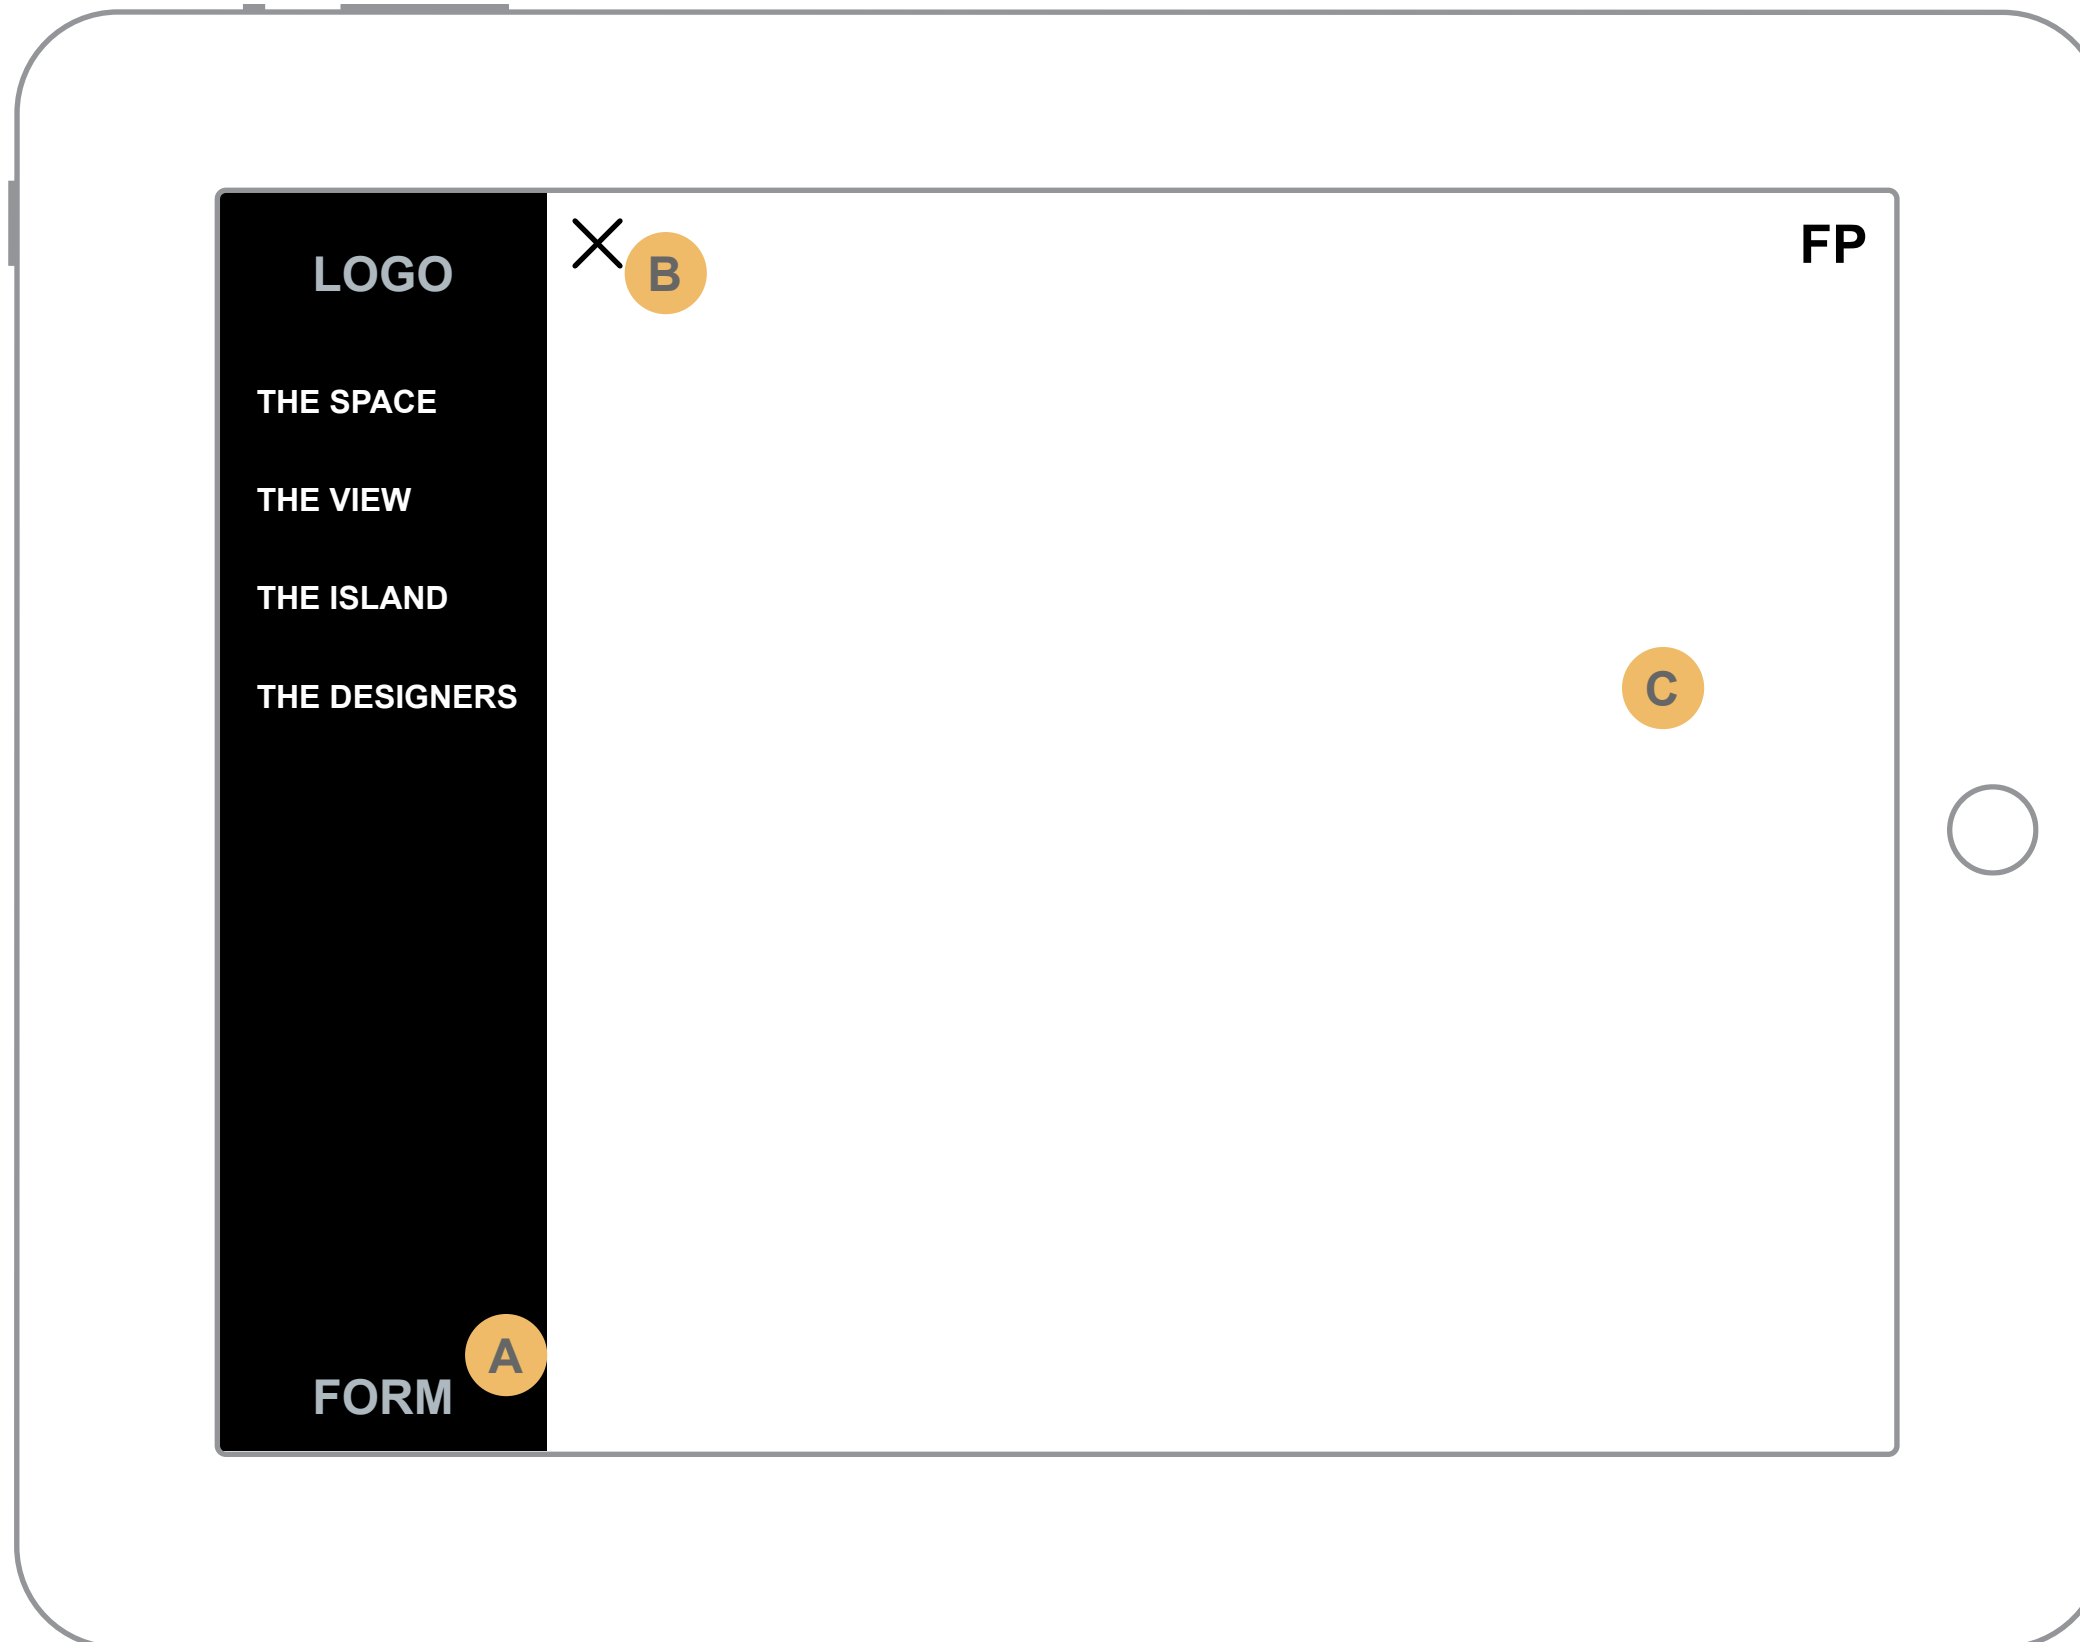 LOGO
THE SPACE
THE VIEW
THE ISLAND
THE DESIGNERS
FORM
A
B
FP
C